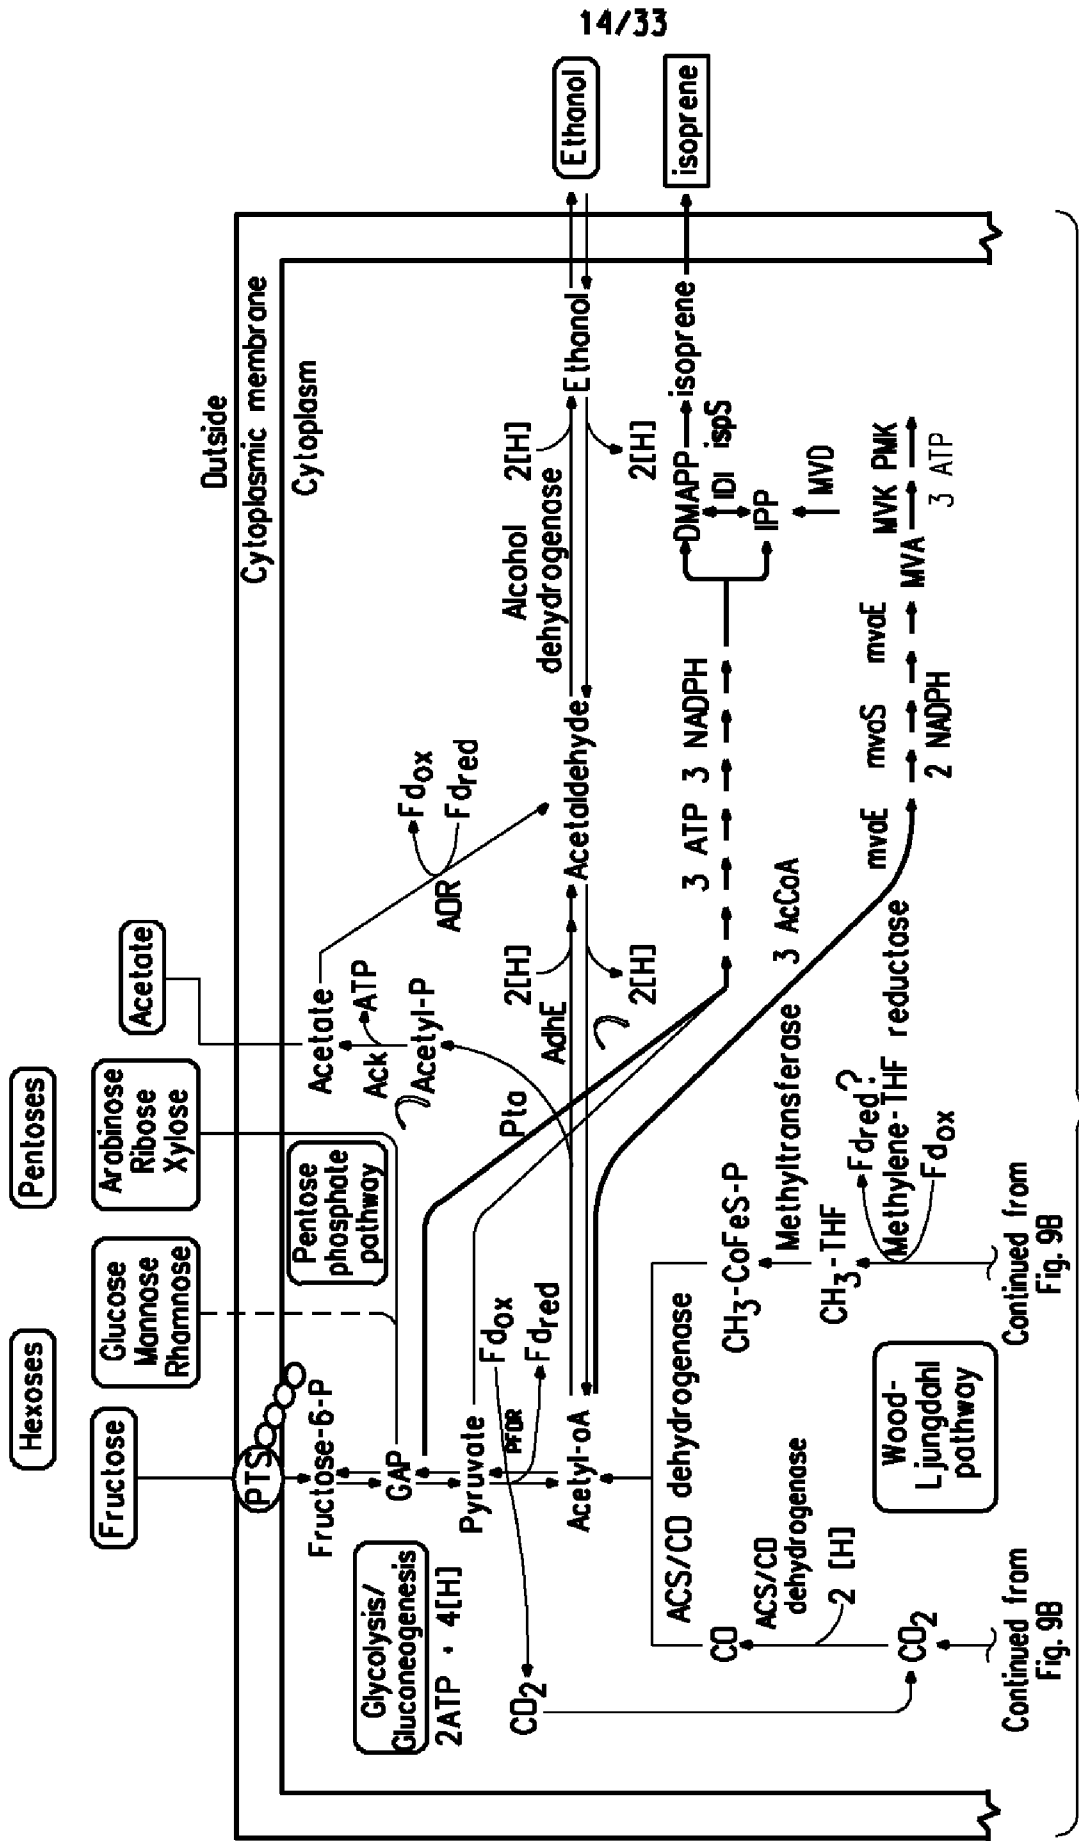 14/33
Hexoses
Pentoses
Fructose
Glucose
Mannose
Rhamnose
Arabinose
Ribose
Xylose
Acetate
Outside
Cytoplasmic membrane
Cytoplasm
PTS
Fructose-6-P
Glycolysis/
Gluconeogenesis
2ATP + 4[H]
GAP
Pentose
phosphate
pathway
Acetate
Ack
ATP
Acetyl-P
Pta
AOR
Fdox
Fdred
Pyruvate
PFOR
Fdox
Fdred
CO2
Acetyl-oA
AdhE
2[H]
2[H]
Acetaldehyde
Alcohol
dehydrogenase
2[H]
2[H]
Ethanol
Ethanol
3 ATP 3 NADPH
DMAPP
IDI
ispS
IPP
MVD
isoprene
isoprene
3 AcCoA
mvaE
mvaS
mvaE
2 NADPH
MVA
MVK PMK
3 ATP
ACS/CO dehydrogenase
CO
ACS/CO
dehydrogenase
2 [H]
CO2
CH3-CoFeS-P
Methyltransferase
CH3-THF
Fdred?
Methylene-THF reductase
Fdox
Wood-
Ljungdahl
pathway
Continued from
Fig. 9B
Continued from
Fig. 9B